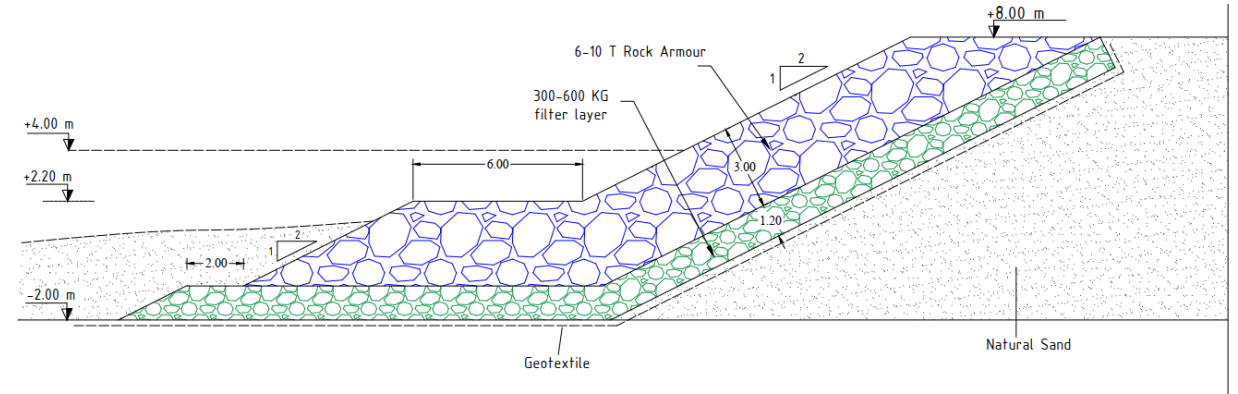 +8.00 m
6-10 T Rock Armour
2
1
300-600 KG
filter layer
+4.00 m
6.00
3.00
+2.20 m
1.20
2
1
2.00
-2.00 m
Natural Sand
Geotextile